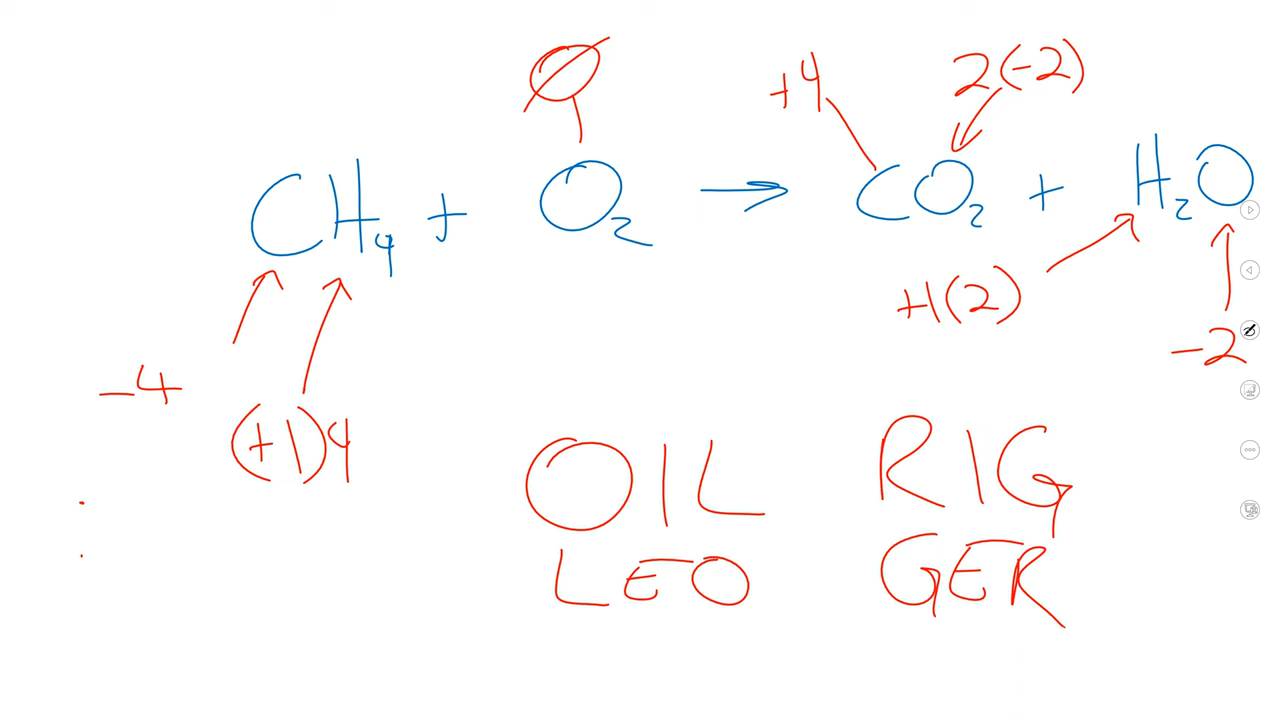 Ø +4 2(-2)
CH₄ + O₂ → CO₂ + H₂O
+1(2)
-2
-4
(+1)4
OIL RIG
LEO GER